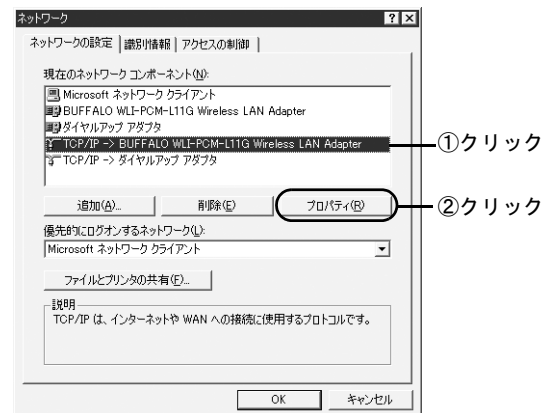 ネットワーク
ネットワークの設定 識別情報 アクセスの制御
現在のネットワーク コンポーネント(N):
Microsoft ネットワーク クライアント
BUFFALO WLI-PCM-L11G Wireless LAN Adapter
ダイヤルアップ アダプタ
TCP/IP -> BUFFALO WLI-PCM-L11G Wireless LAN Adapter
①クリック
TCP/IP -> ダイヤルアップ アダプタ
追加(A)... 削除(E) プロパティ(R)
②クリック
優先的にログオンするネットワーク(L):
Microsoft ネットワーク クライアント
ファイルとプリンタの共有(F)...
説明
TCP/IP は、インターネットや WAN への接続に使用するプロトコルです。
OK キャンセル